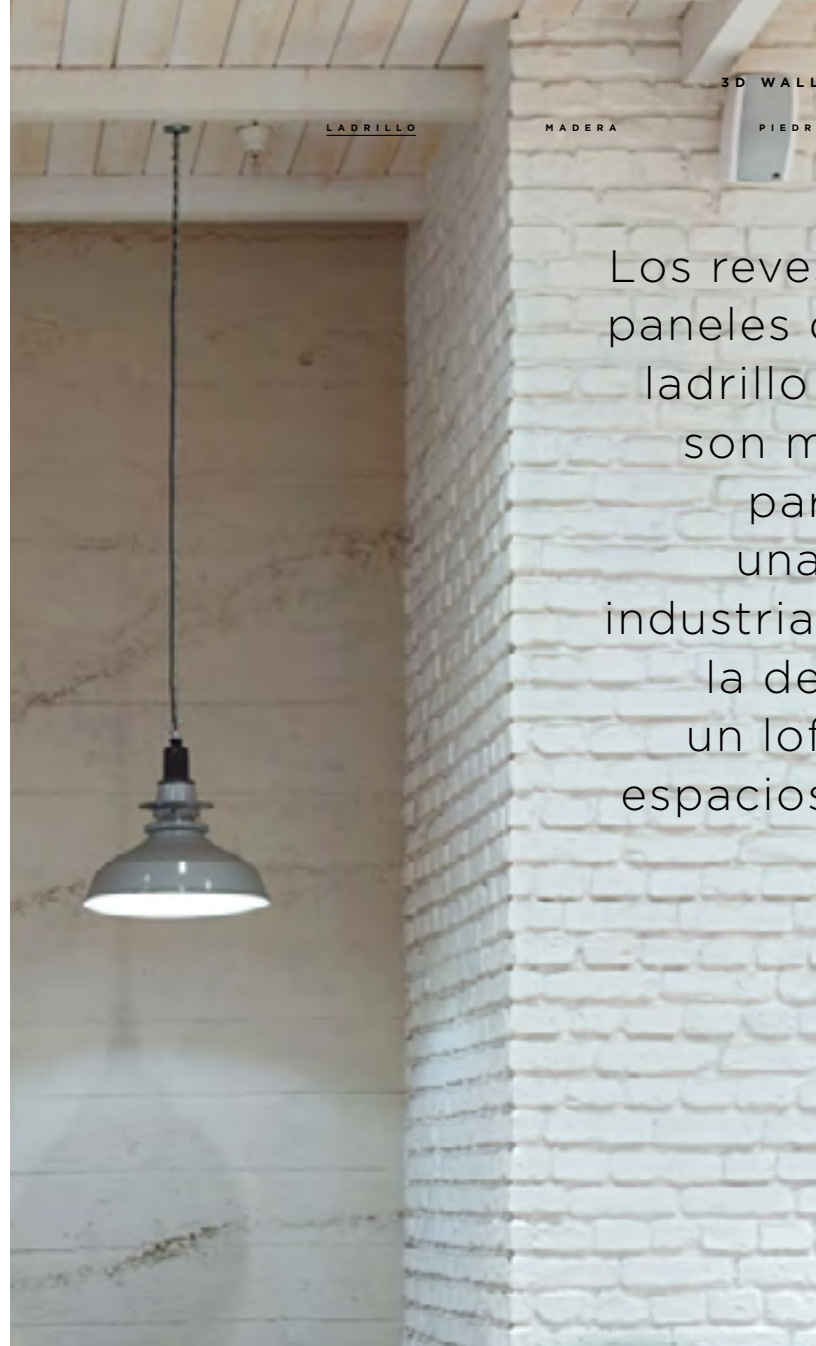 3D WALL
LADRILLO MADERA PIEDR
Los reve
paneles
ladrillo
son m
par
una
industria
la de
un lof
espacios